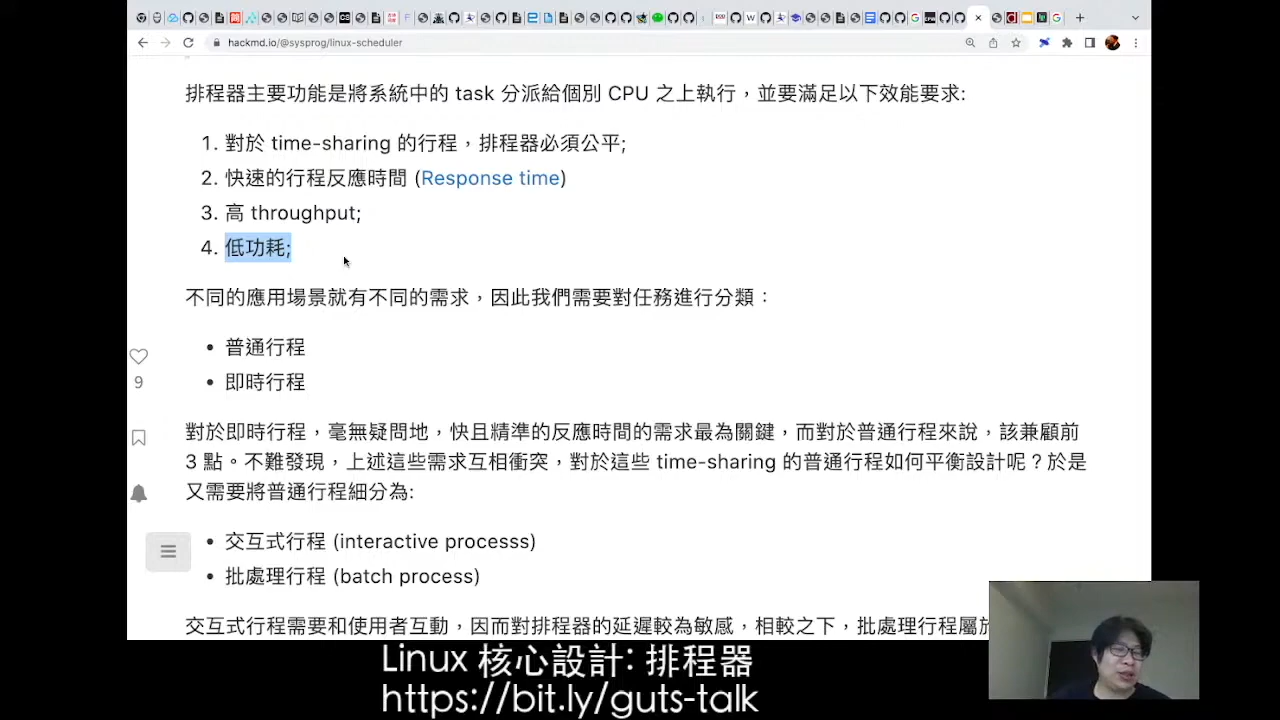 hackmd.io/@sysprog/linux-scheduler
排程器主要功能是將系統中的 task 分派給個別 CPU 之上執行，並要滿足以下效能要求:
1. 對於 time-sharing 的行程，排程器必須公平;
2. 快速的行程反應時間 (Response time)
3. 高 throughput;
4. 低功耗;
不同的應用場景就有不同的需求，因此我們需要對任務進行分類：
• 普通行程
• 即時行程
9
對於即時行程，毫無疑問地，快且精準的反應時間的需求最為關鍵，而對於普通行程來說，該兼顧前
3 點。不難發現，上述這些需求互相衝突，對於這些 time-sharing 的普通行程如何平衡設計呢？於是
又需要將普通行程細分為:
• 交互式行程 (interactive processs)
• 批處理行程 (batch process)
交互式行程需要和使用者互動，因而對排程器的延遲較為敏感，相較之下，批處理行程屬於
Linux 核心設計: 排程器
https://bit.ly/guts-talk